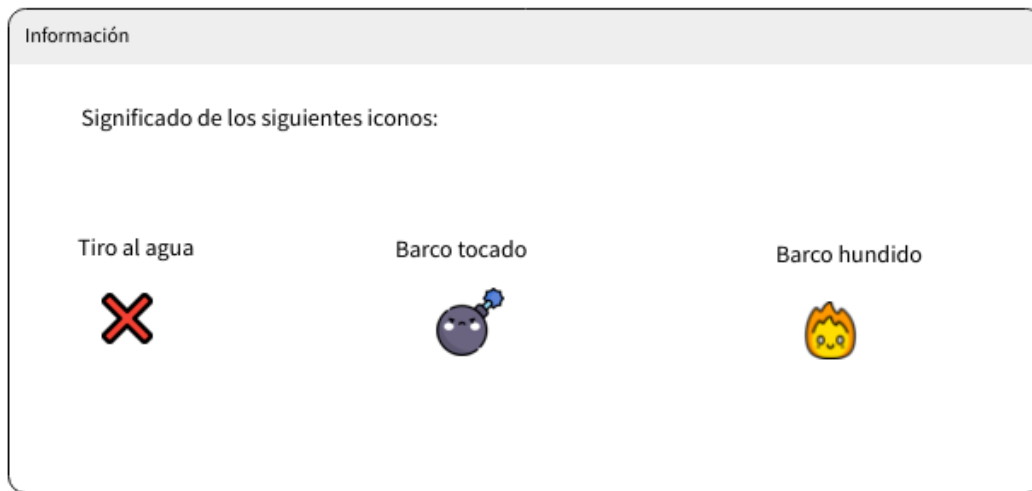 Información
Significado de los siguientes iconos:
Tiro al agua
Barco tocado
Barco hundido